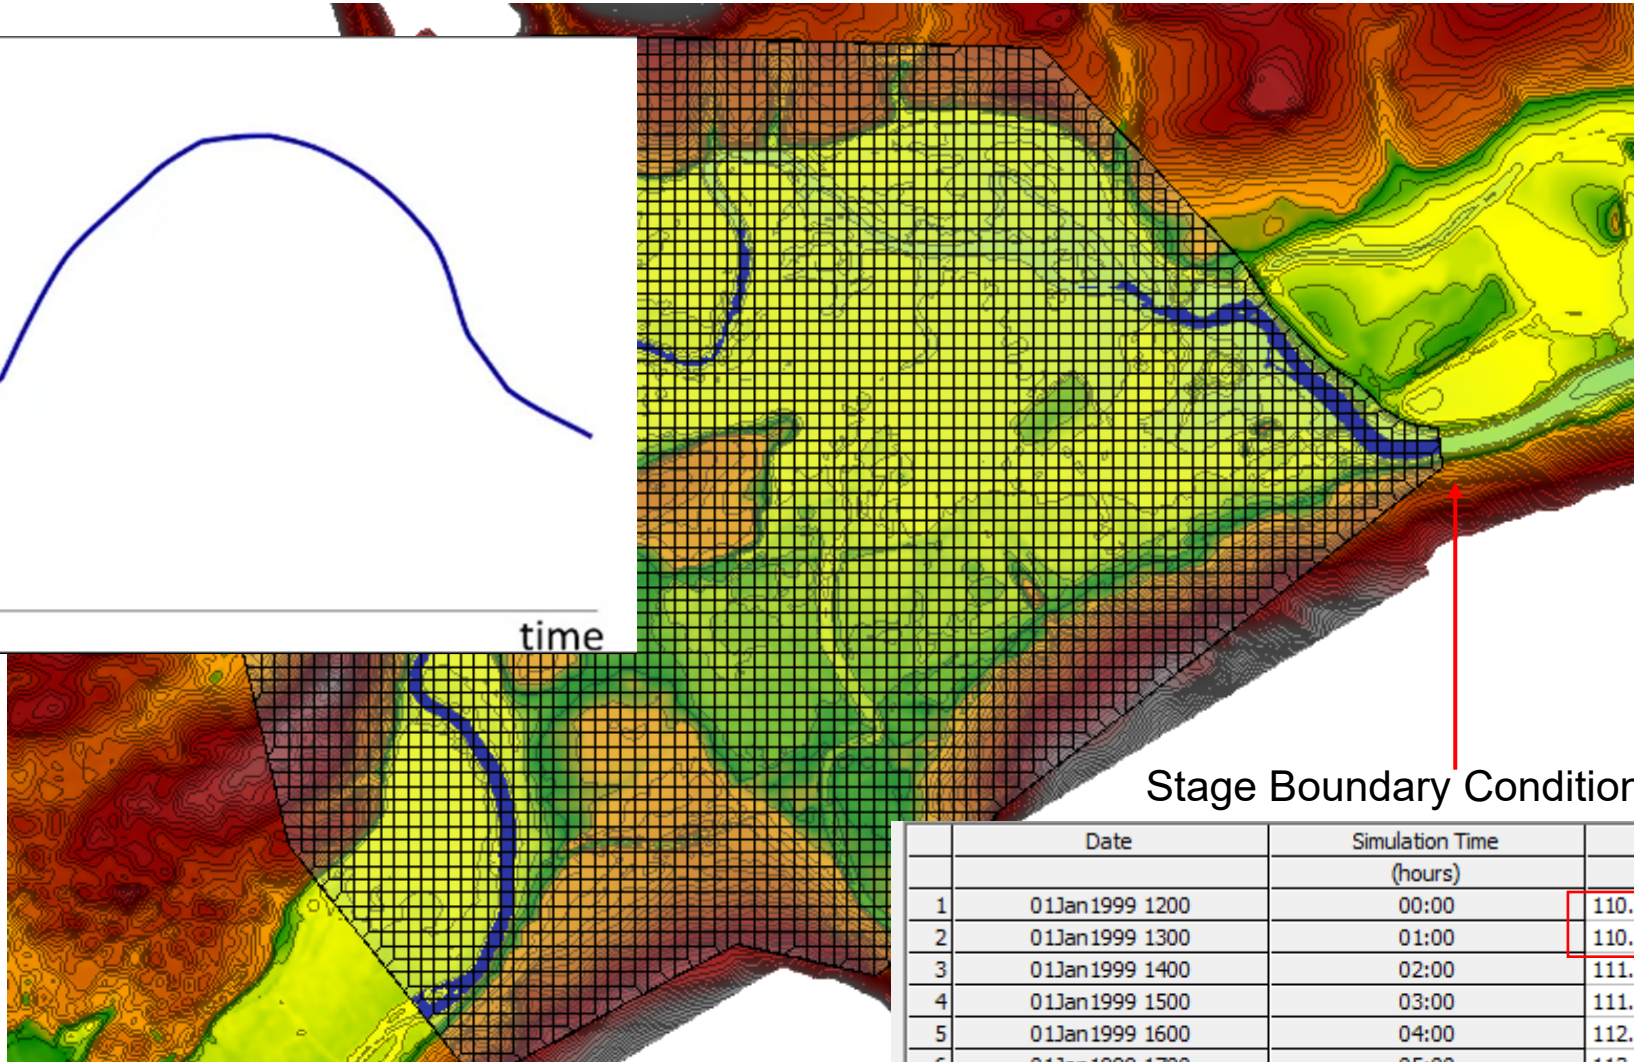 time
Stage Boundary Condition
Date Simulation Time
(hours)
1 01Jan1999 1200 00:00 110.
2 01Jan1999 1300 01:00 110.
3 01Jan1999 1400 02:00 111.
4 01Jan1999 1500 03:00 111.
5 01Jan1999 1600 04:00 112.